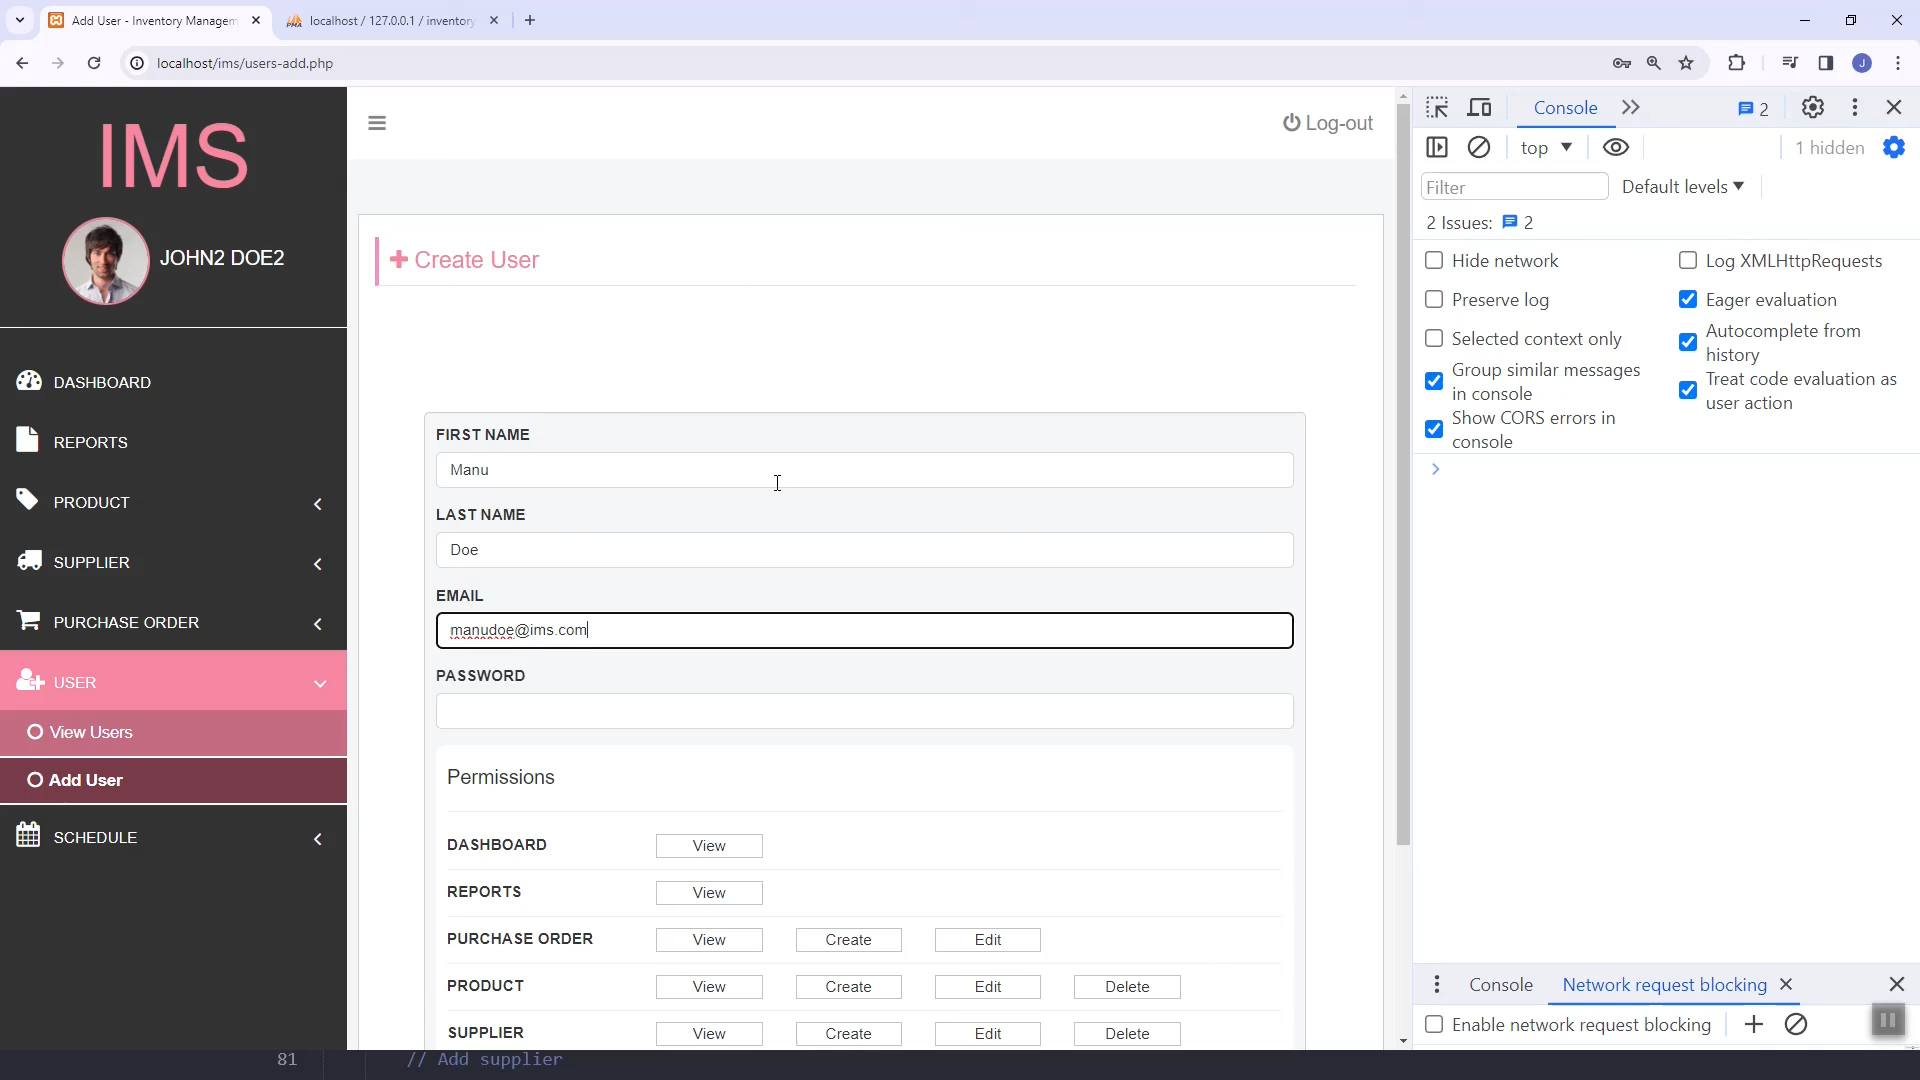 Add User - Inventory Managem
localhost / 127.0.0.1 / inventory
localhost/ims/users-add.php
J
IMS
JOHN2 DOE2
DASHBOARD
REPORTS
PRODUCT
SUPPLIER
PURCHASE ORDER
USER
View Users
Add User
SCHEDULE
Log-out
Create User
FIRST NAME
Manu
LAST NAME
Doe
EMAIL
manudoe@ims.com
PASSWORD
Permissions
DASHBOARD View
REPORTS View
PURCHASE ORDER View Create Edit
PRODUCT View Create Edit Delete
SUPPLIER View Create Edit Delete
Console 2
top 1 hidden
Filter Default levels
2 Issues: 2
Hide network Log XMLHttpRequests
Preserve log Eager evaluation
Selected context only Autocomplete from
history
Group similar messages
in console
Treat code evaluation as
user action
Show CORS errors in
console
Console Network request blocking
Enable network request blocking
81 // Add supplier